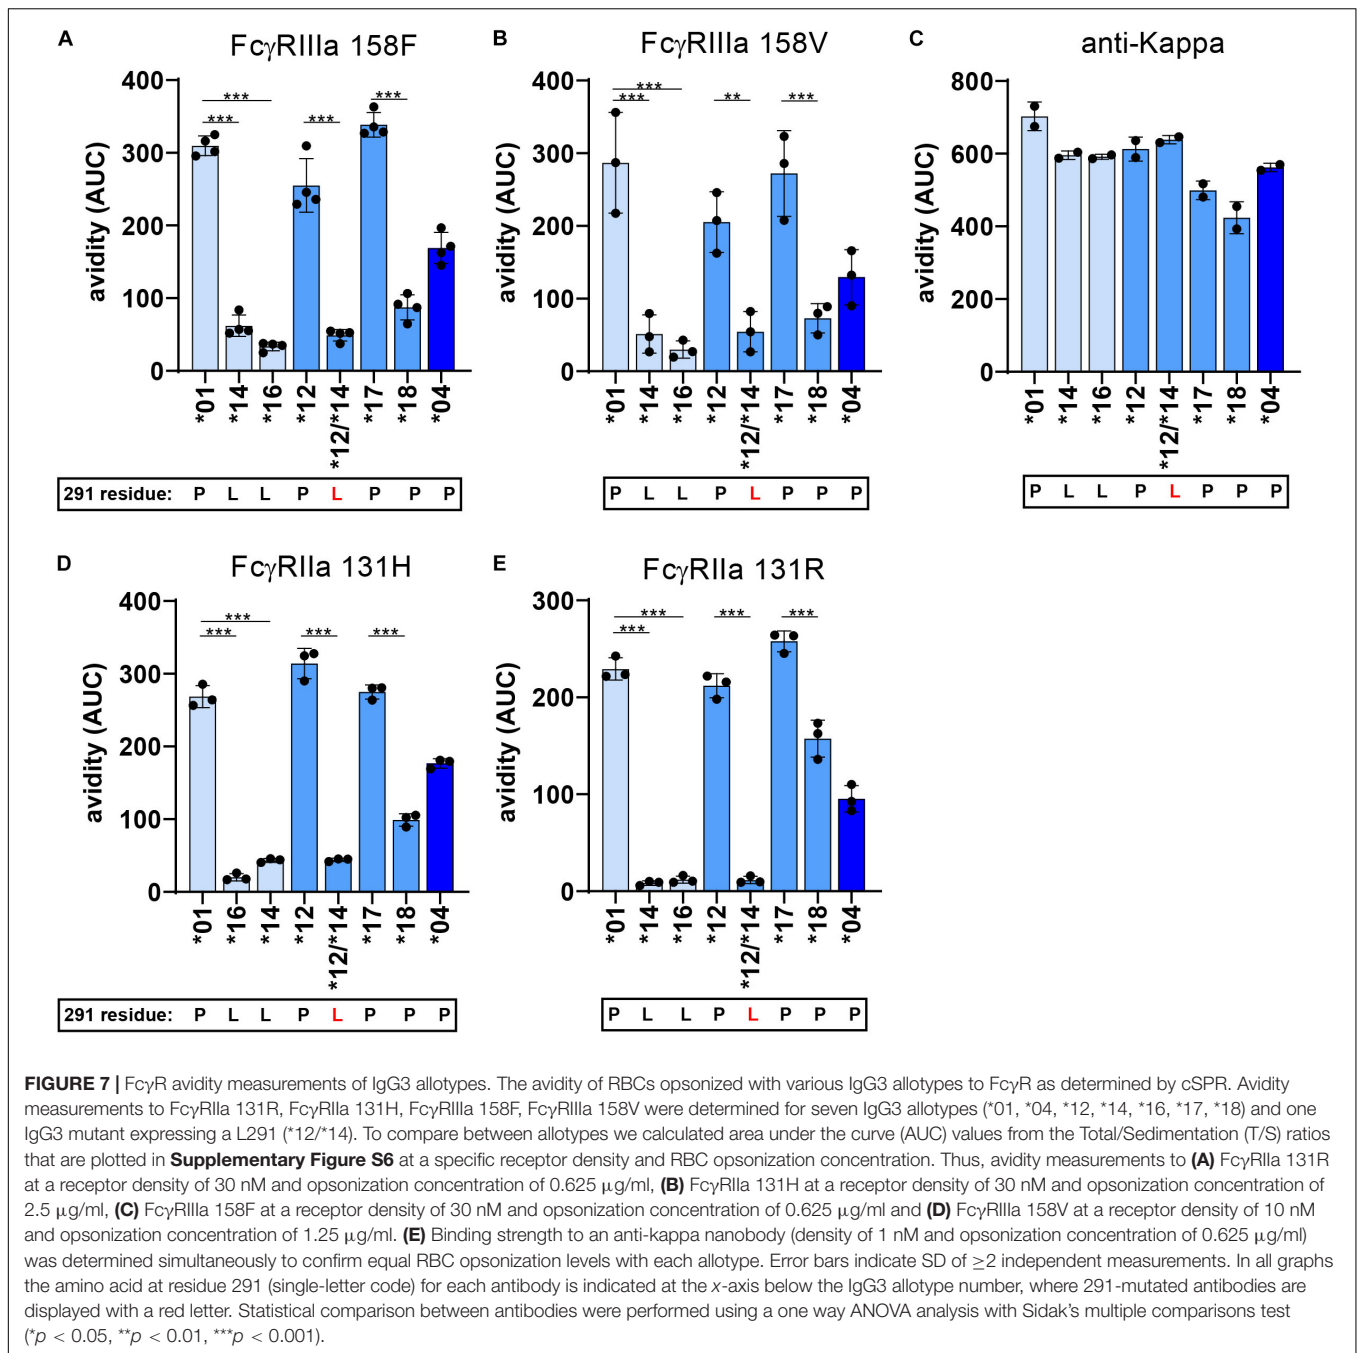 A
FcγRIIIa 158F
avidity (AUC)
400
300
200
100
0
***
***
***
***
*01
*14
*16
*12
*12/*14
*17
*18
*04
291 residue: P L L P L P P P
B
FcγRIIIa 158V
avidity (AUC)
400
300
200
100
0
***
***
**
***
*01
*14
*16
*12
*12/*14
*17
*18
*04
P L L P L P P P
C
anti-Kappa
avidity (AUC)
800
600
400
200
0
*01
*14
*16
*12
*12/*14
*17
*18
*04
P L L P L P P P
D
FcγRIIa 131H
avidity (AUC)
400
300
200
100
0
***
***
***
***
*01
*16
*14
*12
*12/*14
*17
*18
*04
291 residue: P L L P L P P P
E
FcγRIIa 131R
avidity (AUC)
300
200
100
0
***
***
***
***
*01
*14
*16
*12
*12/*14
*17
*18
*04
P L L P L P P P
FIGURE 7 | FcγR avidity measurements of IgG3 allotypes. The avidity of RBCs opsonized with various IgG3 allotypes to FcγR as determined by cSPR. Avidity
measurements to FcγRIIa 131R, FcγRIIa 131H, FcγRIIIa 158F, FcγRIIIa 158V were determined for seven IgG3 allotypes (*01, *04, *12, *14, *16, *17, *18) and one
IgG3 mutant expressing a L291 (*12/*14). To compare between allotypes we calculated area under the curve (AUC) values from the Total/Sedimentation (T/S) ratios
that are plotted in Supplementary Figure S6 at a specific receptor density and RBC opsonization concentration. Thus, avidity measurements to (A) FcγRIIa 131R
at a receptor density of 30 nM and opsonization concentration of 0.625 μg/ml, (B) FcγRIIa 131H at a receptor density of 30 nM and opsonization concentration of
2.5 μg/ml, (C) FcγRIIIa 158F at a receptor density of 30 nM and opsonization concentration of 0.625 μg/ml and (D) FcγRIIIa 158V at a receptor density of 10 nM
and opsonization concentration of 1.25 μg/ml. (E) Binding strength to an anti-kappa nanobody (density of 1 nM and opsonization concentration of 0.625 μg/ml)
was determined simultaneously to confirm equal RBC opsonization levels with each allotype. Error bars indicate SD of ≥2 independent measurements. In all graphs
the amino acid at residue 291 (single-letter code) for each antibody is indicated at the x-axis below the IgG3 allotype number, where 291-mutated antibodies are
displayed with a red letter. Statistical comparison between antibodies were performed using a one way ANOVA analysis with Sidak's multiple comparisons test
(*p < 0.05, **p < 0.01, ***p < 0.001).